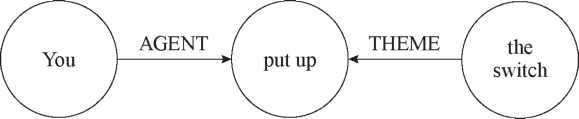 You
AGENT
put up
THEME
the
switch